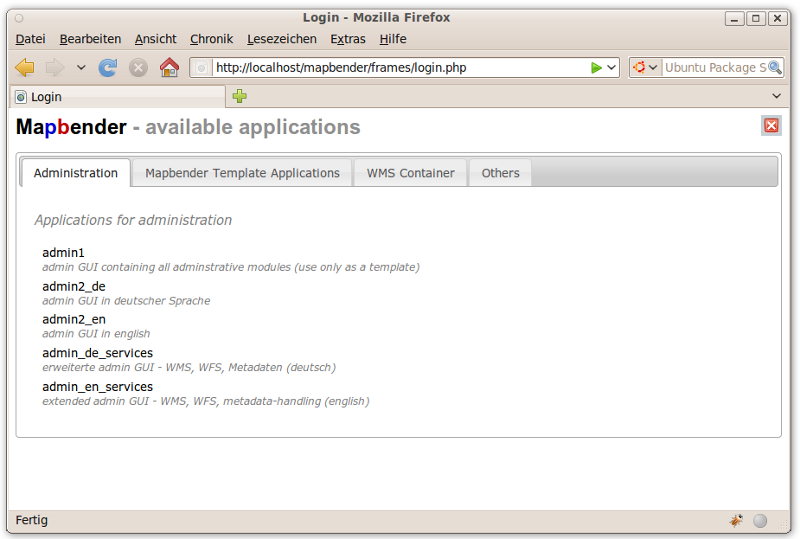 Login - Mozilla Firefox
Datei Bearbeiten Ansicht Chronik Lesezeichen Extras Hilfe
http://localhost/mapbender/frames/login.php Ubuntu Package S
Login
Mapbender - available applications
Administration Mapbender Template Applications WMS Container Others
Applications for administration
admin1
admin GUI containing all adminstrative modules (use only as a template)
admin2_de
admin GUI in deutscher Sprache
admin2_en
admin GUI in english
admin_de_services
erweiterte admin GUI - WMS, WFS, Metadaten (deutsch)
admin_en_services
extended admin GUI - WMS, WFS, metadata-handling (english)
Fertig